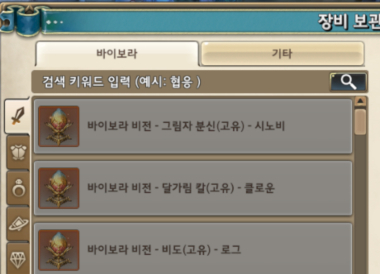 장비 보관
바이보라
기타
검색 키워드 입력 (예시: 협응 )
바이보라 비전 - 그림자 분신(고유) - 시노비
바이보라 비전 - 달가림 칼(고유) - 클로운
바이보라 비전 - 비도(고유) - 로그